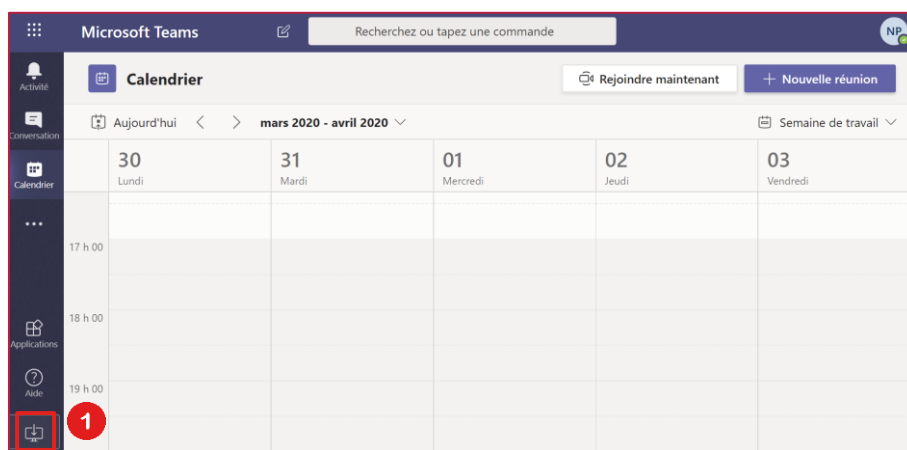 Microsoft Teams
Recherchez ou tapez une commande
NP
Activité
Calendrier
Rejoindre maintenant
+ Nouvelle réunion
Conversation
Aujourd'hui < > mars 2020 - avril 2020
Semaine de travail
Calendrier
30 31 01 02 03
Lundi Mardi Mercredi Jeudi Vendredi
...
17 h 00
18 h 00
Applications
Aide
19 h 00
1